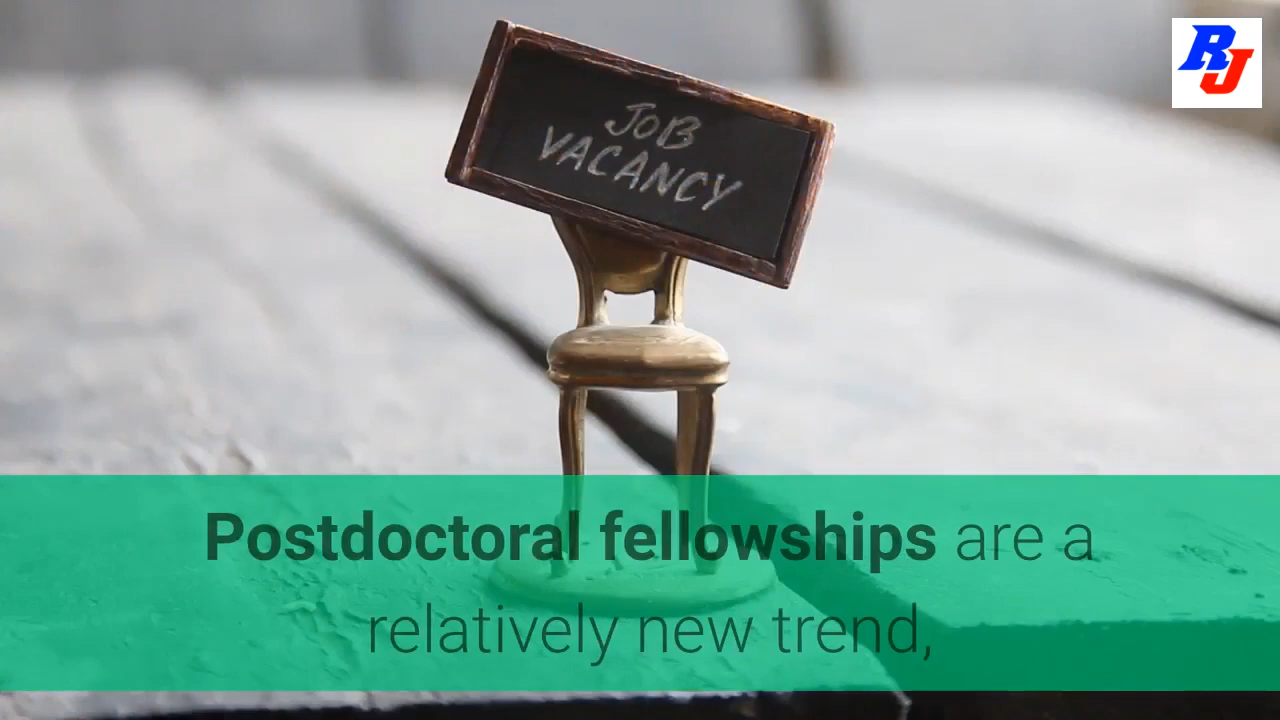 RJ
JOB
VACANCY
Postdoctoral fellowships are a
relatively new trend,